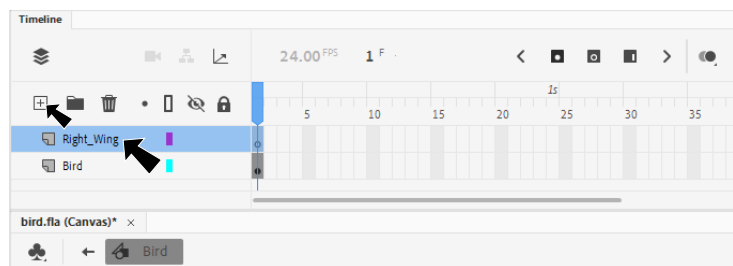 Timeline
24.00 FPS 1 F
1s
5 10 15 20 25 30 35
Right_Wing
Bird
bird.fla (Canvas)* ×
Bird